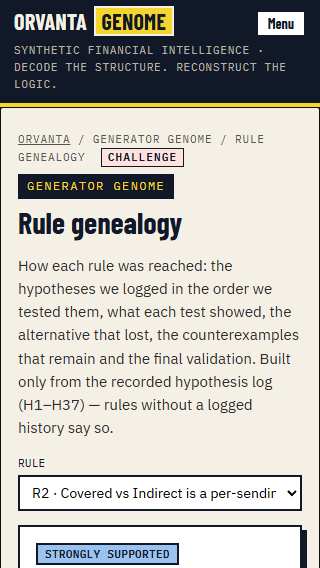 ORVANTA GENOME
Menu
SYNTHETIC FINANCIAL INTELLIGENCE ·
DECODE THE STRUCTURE. RECONSTRUCT THE
LOGIC.
ORVANTA / GENERATOR GENOME / RULE
GENEALOGY CHALLENGE
GENERATOR GENOME
Rule genealogy
How each rule was reached: the
hypotheses we logged in the order we
tested them, what each test showed, the
alternative that lost, the counterexamples
that remain and the final validation. Built
only from the recorded hypothesis log
(H1–H37) — rules without a logged
history say so.
RULE
R2 · Covered vs Indirect is a per-sendin
STRONGLY SUPPORTED